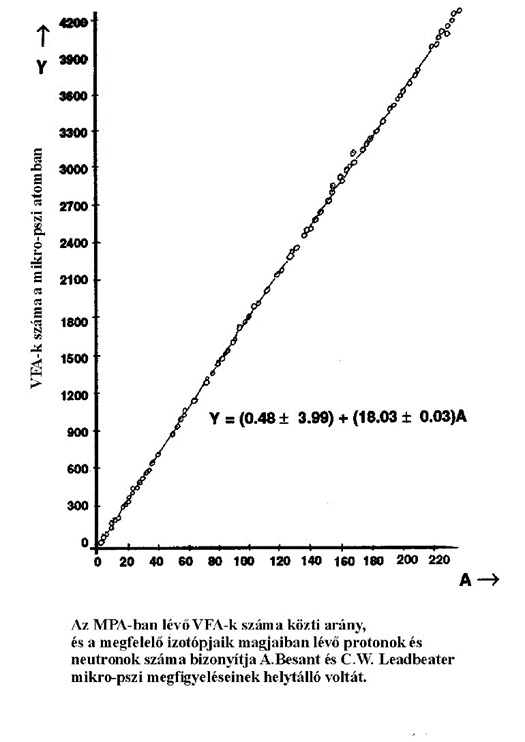 4200
↑
Y
3900
3600
3300
3000
2700
2400
2100
1800
1500
1200
900
600
300
0
VFA-k száma a mikro-pszi atomban
Y = (0.48 ± 3.99) + (18.03 ± 0.03)A
0 20 40 60 80 100 120 140 160 180 200 220
A →
Az MPA-ban lévő VFA-k száma közti arány,
és a megfelelő izotópjaik magjaiban lévő protonok és
neutronok száma bizonyítja A.Besant és C.W. Leadbeater
mikro-pszi megfigyeléseinek helytálló voltát.